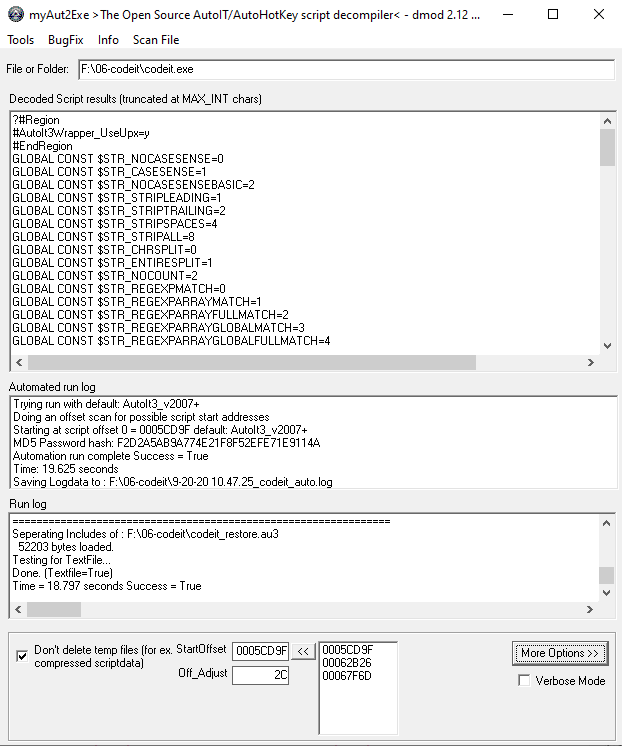 myAut2Exe >The Open Source AutoIT/AutoHotKey script decompiler< - dmod 2.12 ...
Tools BugFix Info Scan File
File or Folder: F:\06-codeit\codeit.exe
Decoded Script results (truncated at MAX_INT chars)
?#Region
#AutoIt3Wrapper_UseUpx=y
#EndRegion
GLOBAL CONST $STR_NOCASESENSE=0
GLOBAL CONST $STR_CASESENSE=1
GLOBAL CONST $STR_NOCASESENSEBASIC=2
GLOBAL CONST $STR_STRIPLEADING=1
GLOBAL CONST $STR_STRIPTRAILING=2
GLOBAL CONST $STR_STRIPSPACES=4
GLOBAL CONST $STR_STRIPALL=8
GLOBAL CONST $STR_CHRSPLIT=0
GLOBAL CONST $STR_ENTIRESPLIT=1
GLOBAL CONST $STR_NOCOUNT=2
GLOBAL CONST $STR_REGEXPMATCH=0
GLOBAL CONST $STR_REGEXPARRAYMATCH=1
GLOBAL CONST $STR_REGEXPARRAYFULLMATCH=2
GLOBAL CONST $STR_REGEXPARRAYGLOBALMATCH=3
GLOBAL CONST $STR_REGEXPARRAYGLOBALFULLMATCH=4
Automated run log
Trying run with default: AutoIt3_v2007+
Doing an offset scan for possible script start addresses
Starting at script offset 0 = 0005CD9F default: AutoIt3_v2007+
MD5 Password hash: F2D2A5AB9A774E21F8F52EFE71E9114A
Automation run complete Success = True
Time: 19.625 seconds
Saving Logdata to : F:\06-codeit\9-20-20 10.47.25_codeit_auto.log
Run log
===============================================================
Seperating Includes of : F:\06-codeit\codeit_restore.au3
52203 bytes loaded.
Testing for TextFile...
Done. (Textfile=True)
Time = 18.797 seconds Success = True
Don't delete temp files (for ex. compressed scriptdata)
StartOffset 0005CD9F <<
Off_Adjust 2C
0005CD9F
00062B26
00067F6D
More Options >>
Verbose Mode